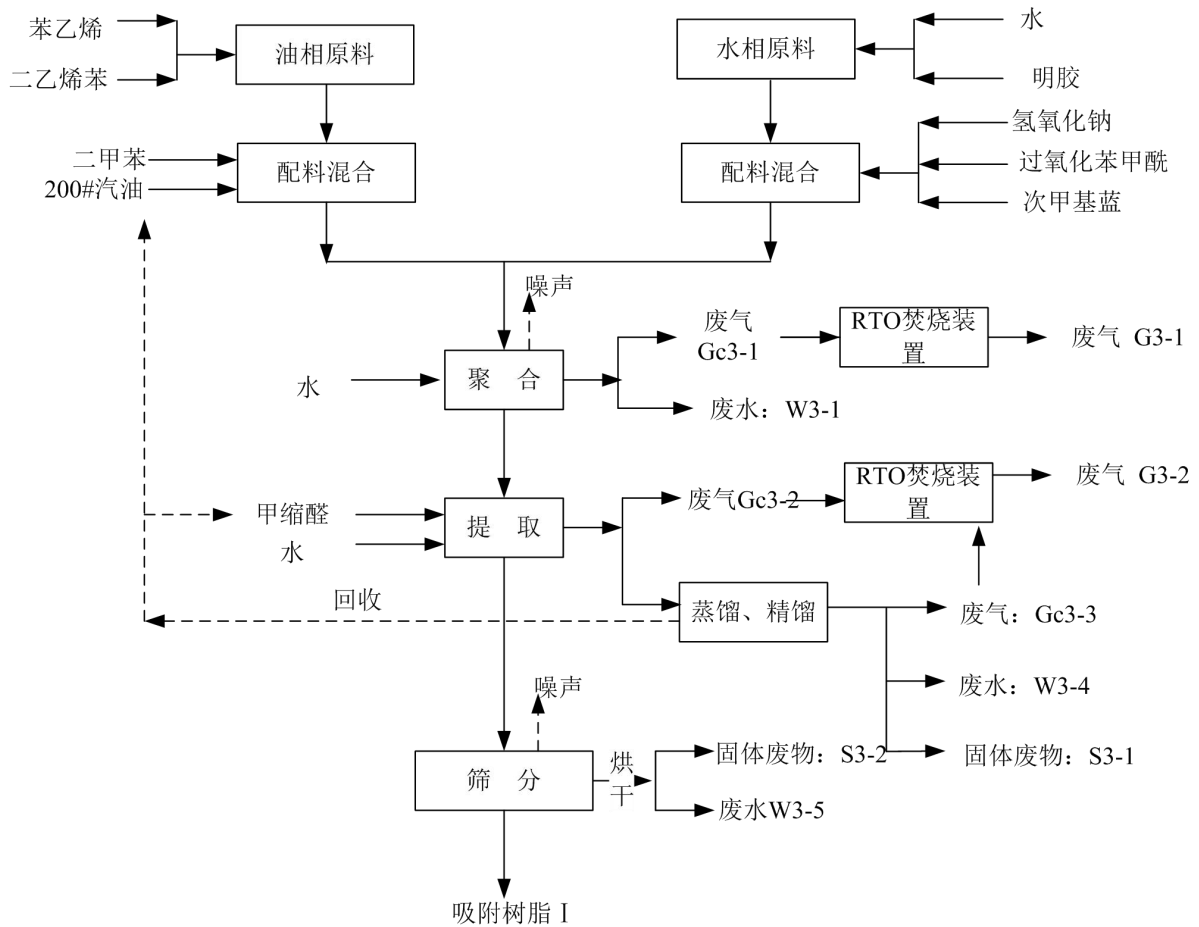 苯乙烯
二乙烯苯
油相原料
水相原料
水
明胶
二甲苯
200#汽油
配料混合
配料混合
氢氧化钠
过氧化苯甲酰
次甲基蓝
噪声
水
聚 合
废气
Gc3-1
RTO焚烧装
置
废气 G3-1
废水：W3-1
甲缩醛
水
提 取
废气Gc3-2
RTO焚烧装
置
废气 G3-2
回收
蒸馏、精馏
废气：Gc3-3
废水：W3-4
固体废物：S3-1
噪声
筛 分
烘
干
固体废物：S3-2
废水W3-5
吸附树脂Ⅰ